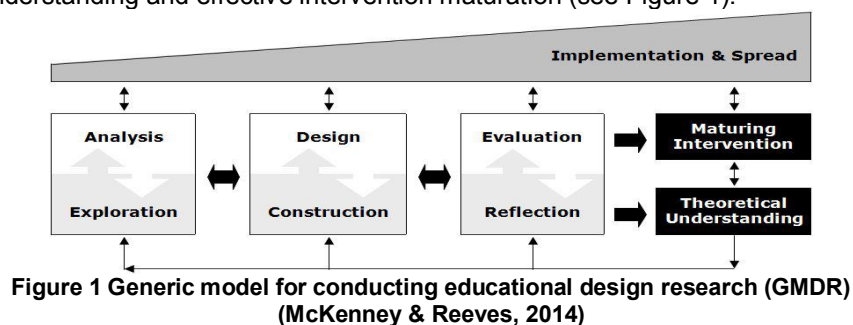 derstanding and effective intervention maturation (see Figure 1).
Implementation & Spread
Analysis
Exploration
Design
Construction
Evaluation
Reflection
Maturing
Intervention
Theoretical
Understanding
Figure 1 Generic model for conducting educational design research (GMDR)
(McKenney & Reeves, 2014)